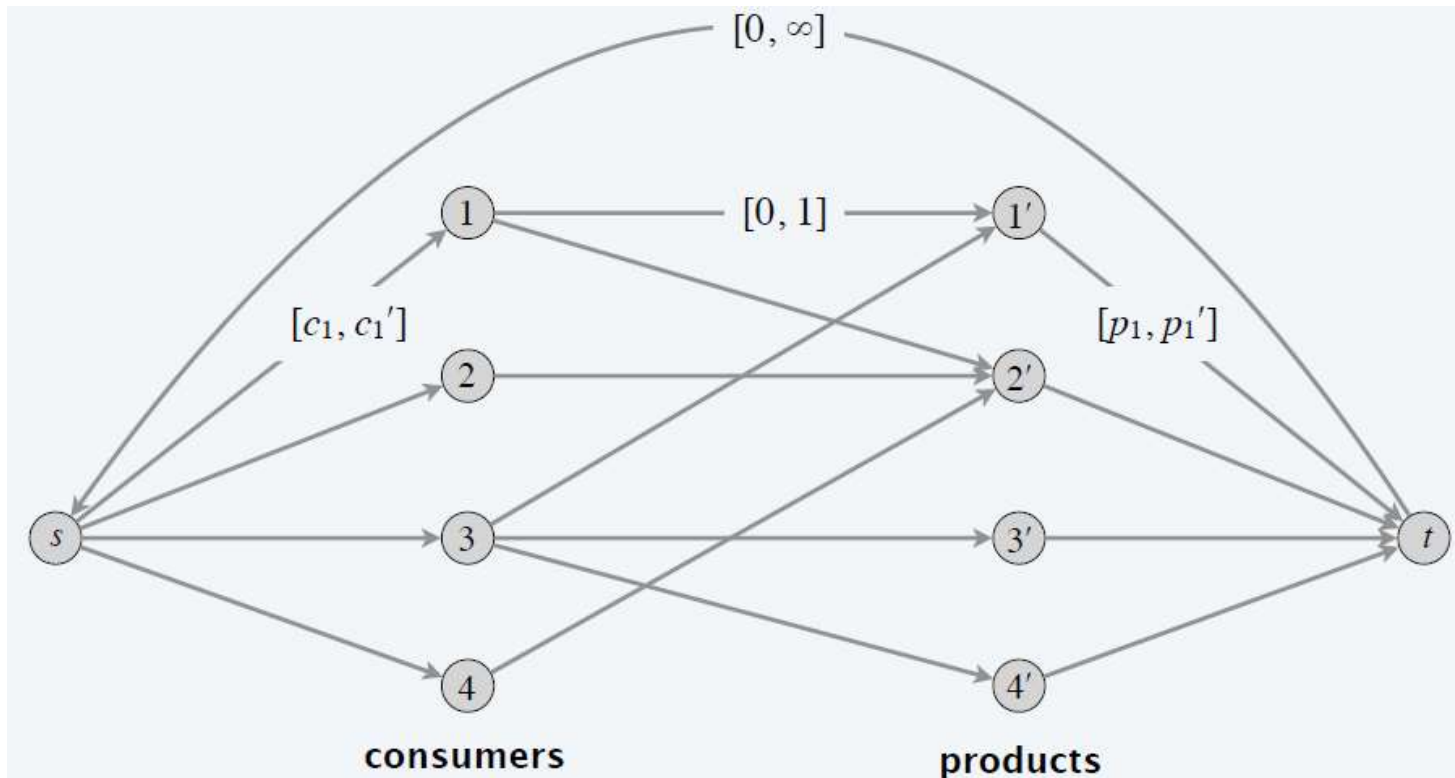 [0, ∞]
1
[0, 1]
1′
[c₁, c₁′]
[p₁, p₁′]
2
2′
s
3
3′
t
4
4′
consumers
products